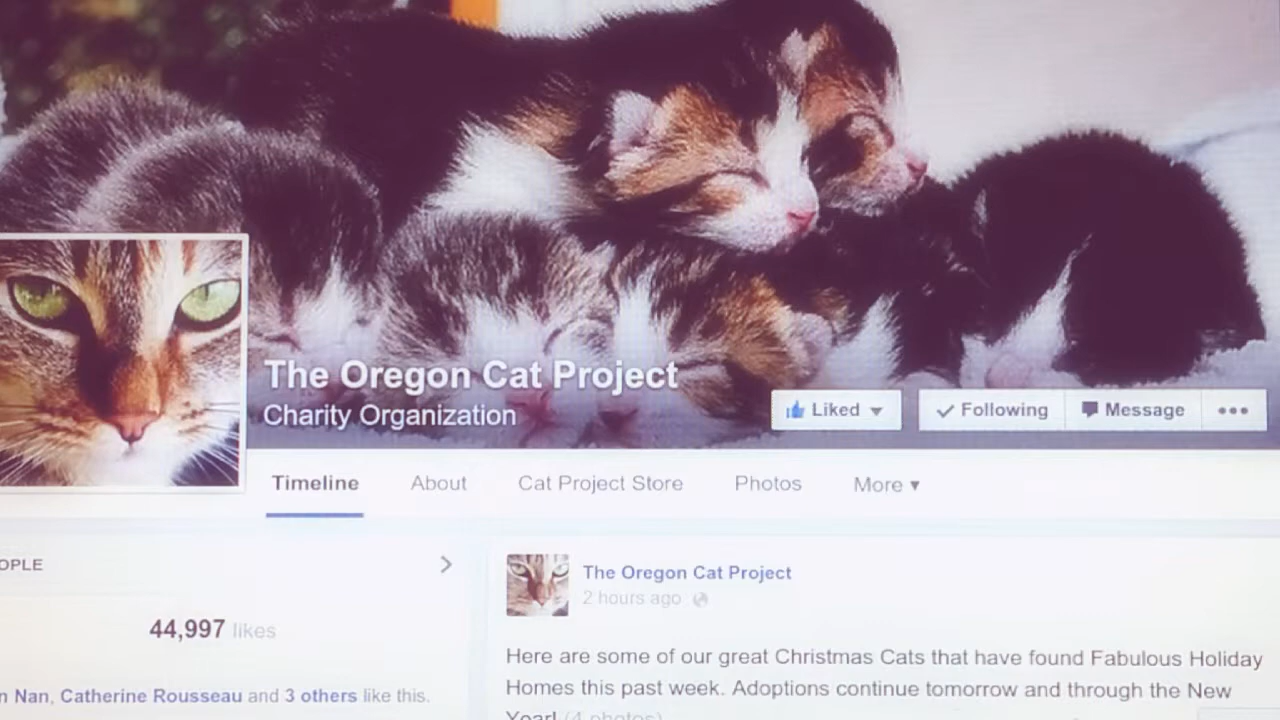 The Oregon Cat Project
Charity Organization
Liked
Following
Message
Timeline
About
Cat Project Store
Photos
More
OPLE
The Oregon Cat Project
2 hours ago
44,997 likes
Here are some of our great Christmas Cats that have found Fabulous Holiday
Homes this past week. Adoptions continue tomorrow and through the New
n Nan, Catherine Rousseau and 3 others like this.
Year! (4 photos)